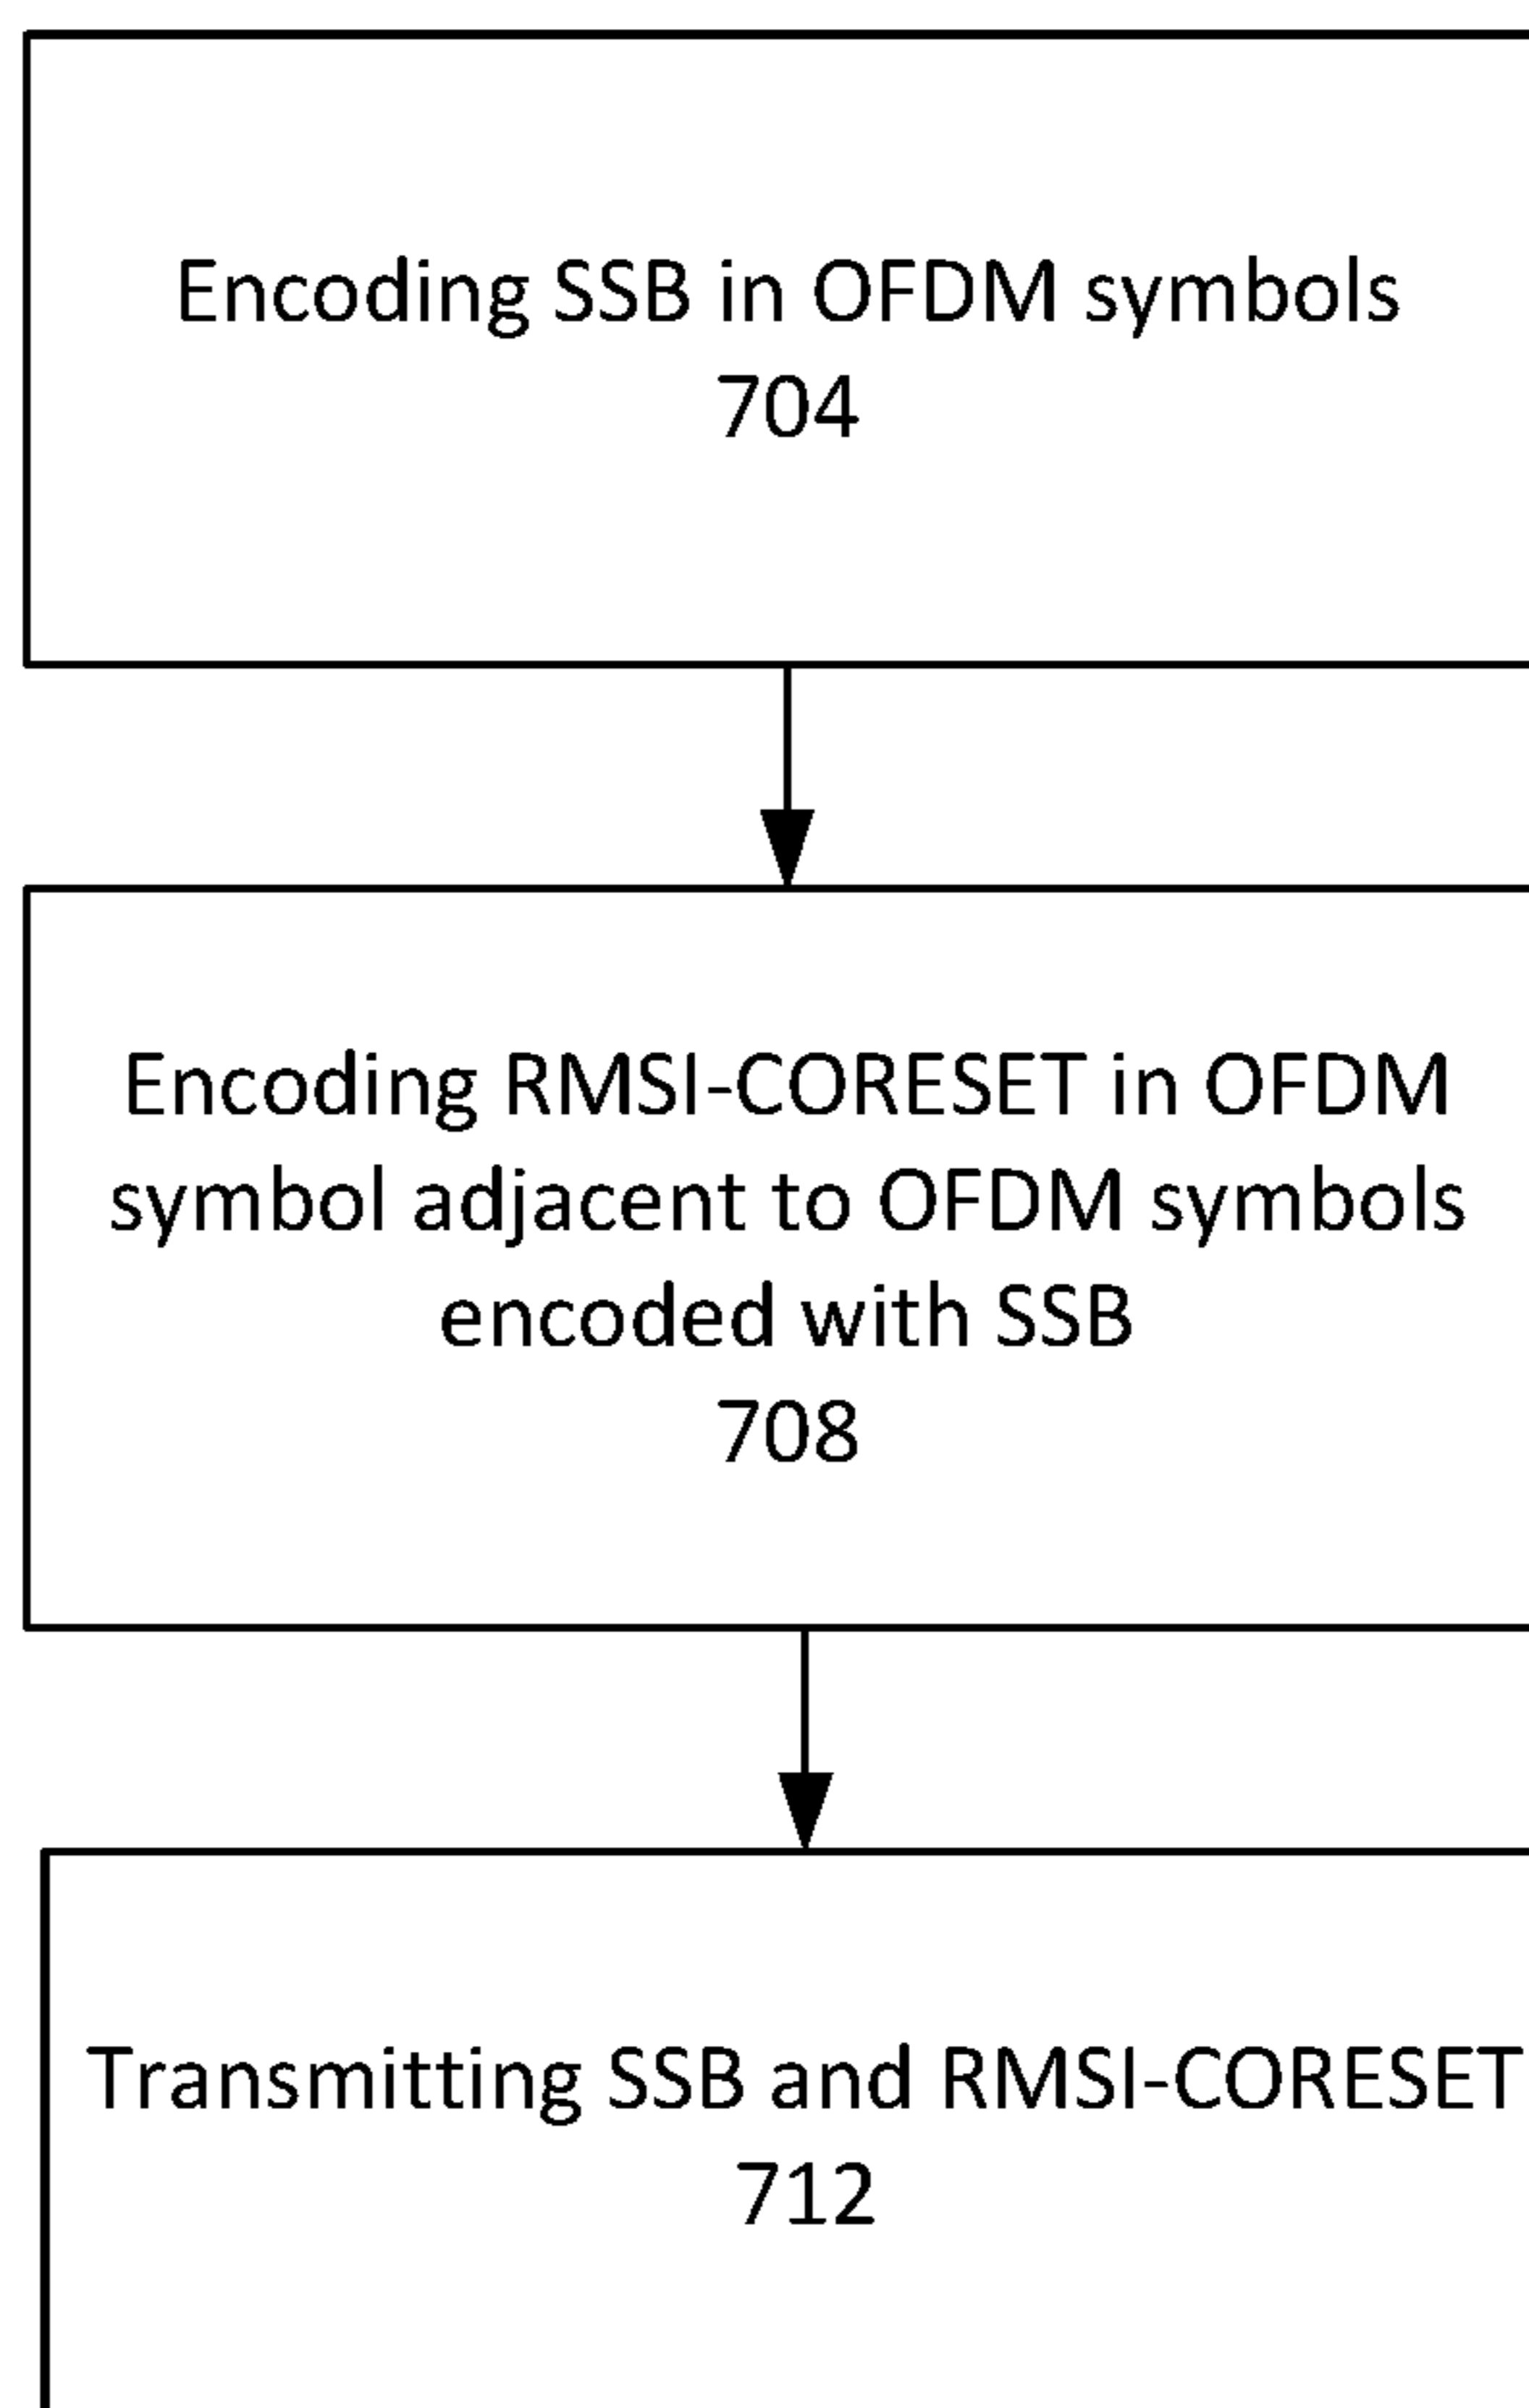 Encoding SSB in OFDM symbols
704
Encoding RMSI-CORESET in OFDM
symbol adjacent to OFDM symbols
encoded with SSB
708
Transmitting SSB and RMSI-CORESET
712